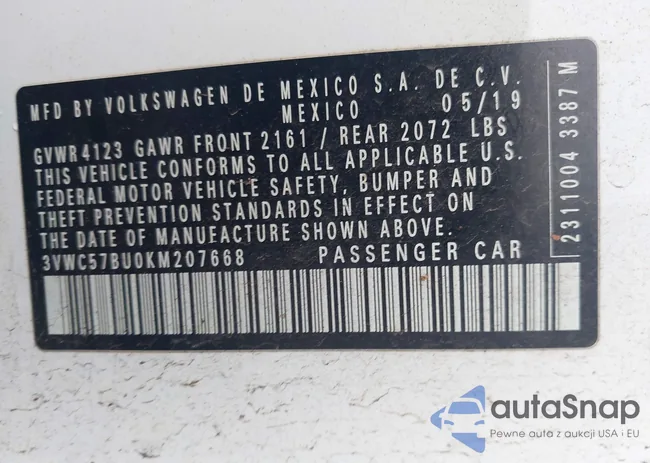 MFD BY VOLKSWAGEN DE MEXICO S.A. DE C.V.
MEXICO 05/19
GVWR 4123 GAWR FRONT 2161 / REAR 2072 LBS
THIS VEHICLE CONFORMS TO ALL APPLICABLE U.S.
FEDERAL MOTOR VEHICLE SAFETY, BUMPER AND
THEFT PREVENTION STANDARDS IN EFFECT ON
THE DATE OF MANUFACTURE SHOWN ABOVE.
3VWC57BU0KM207668 PASSENGER CAR
2311004 3387 M
autaSnap
Pewne auta z aukcji USA i EU